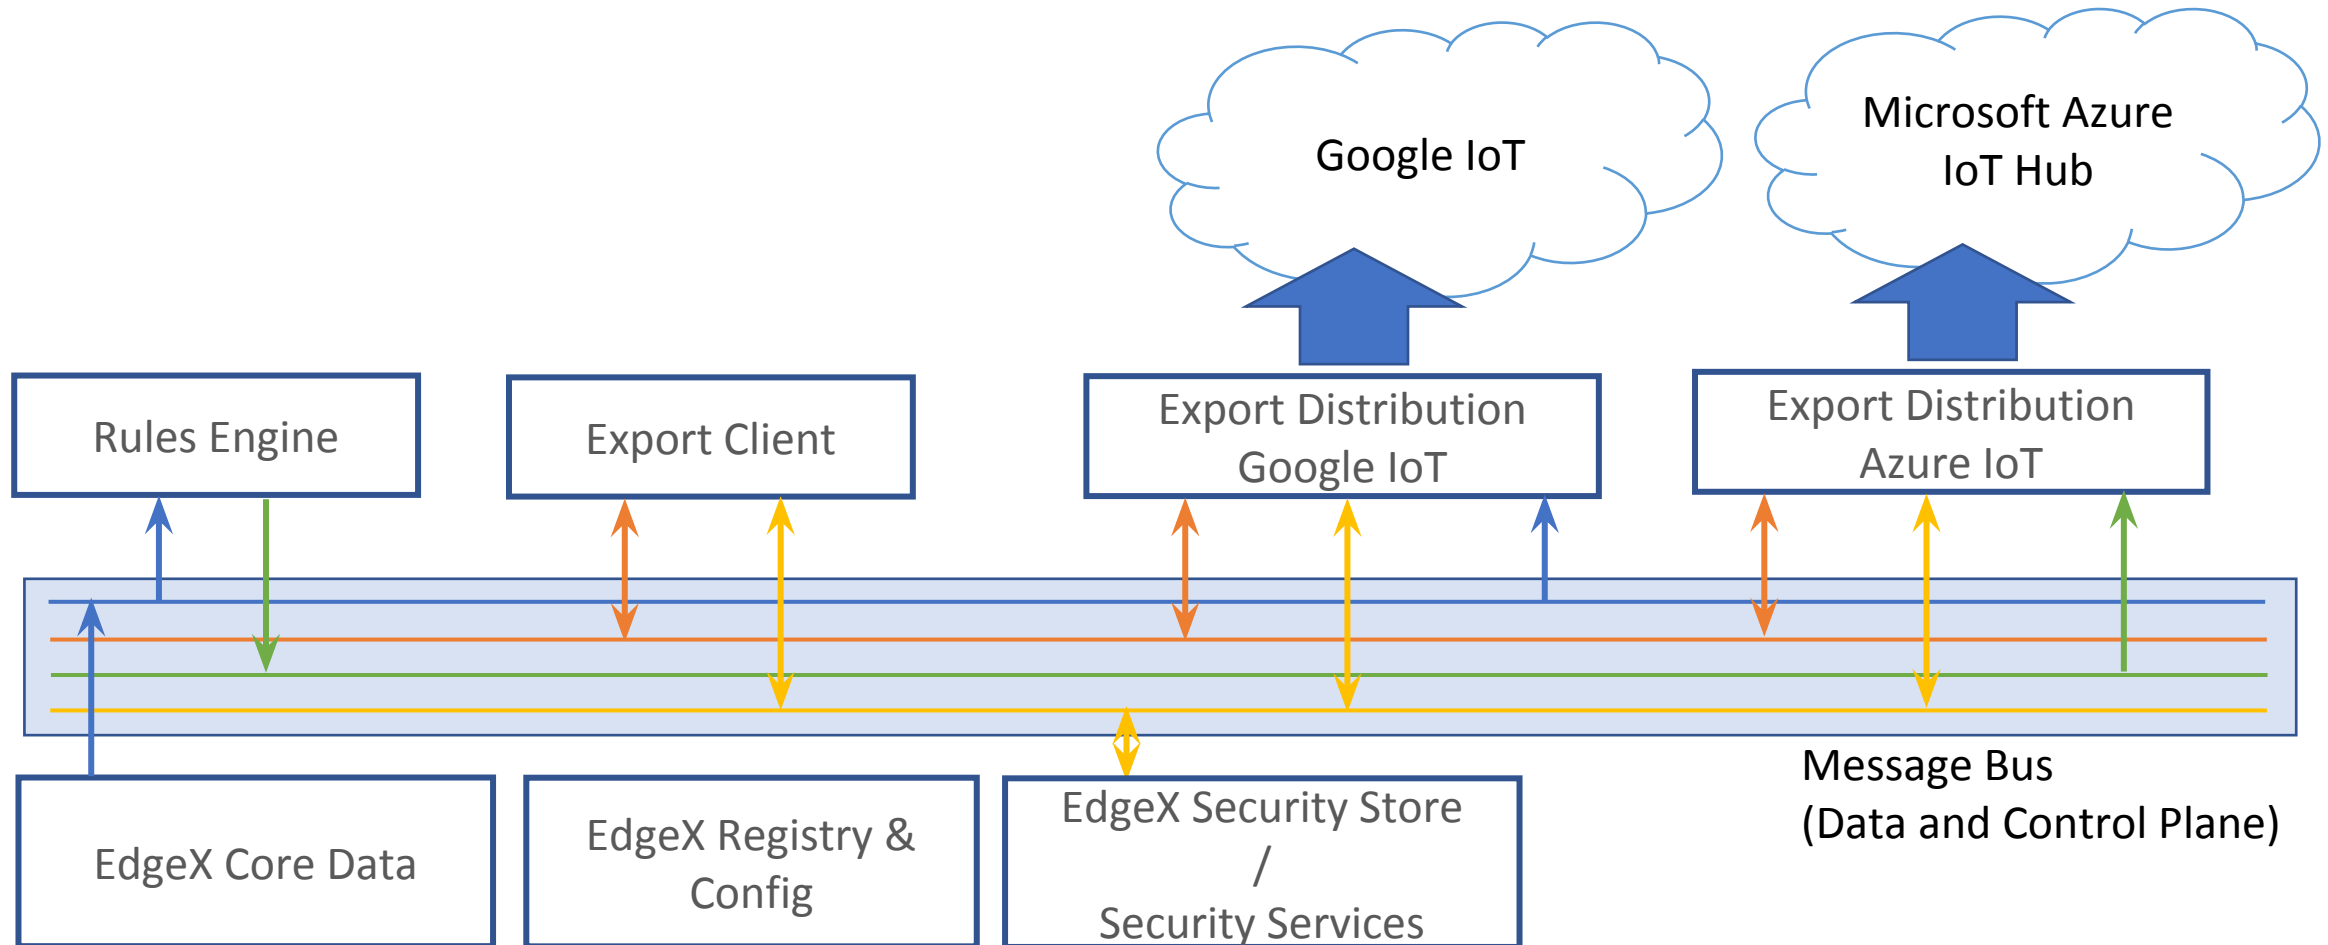 Google IoT
Microsoft Azure
IoT Hub
Rules Engine
Export Client
Export Distribution
Google IoT
Export Distribution
Azure IoT
Message Bus
(Data and Control Plane)
EdgeX Core Data
EdgeX Registry &
Config
EdgeX Security Store
/
Security Services